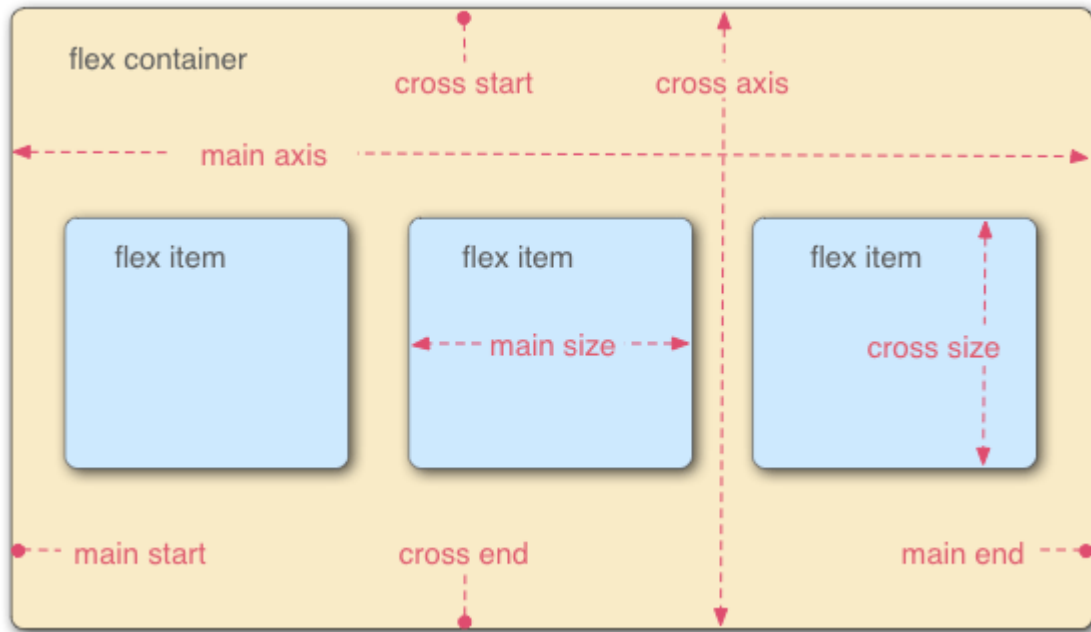 flex container
cross start
cross axis
main axis
flex item
flex item
flex item
main size
cross size
main start
cross end
main end